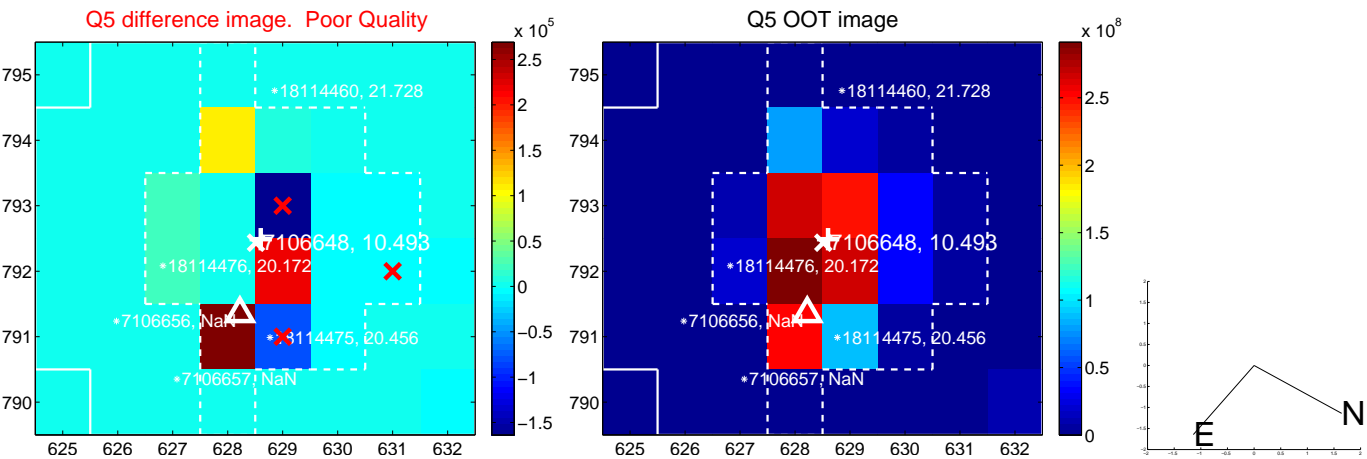 Q5 difference image. Poor Quality
Q5 OOT image
x 10^5
x 10^8
795
794
793
792
791
790
625 626 627 628 629 630 631 632
2.5
2
1.5
1
0.5
0
−0.5
−1
−1.5
*18114460, 21.728
7106648, 10.493
*18114476, 20.172
*7106656, NaN
*18114475, 20.456
*7106657, NaN
795
794
793
792
791
790
625 626 627 628 629 630 631 632
2.5
2
1.5
1
0.5
0
*18114460, 21.728
7106648, 10.493
*18114476, 20.172
*7106656, NaN
*18114475, 20.456
*7106657, NaN
N
E